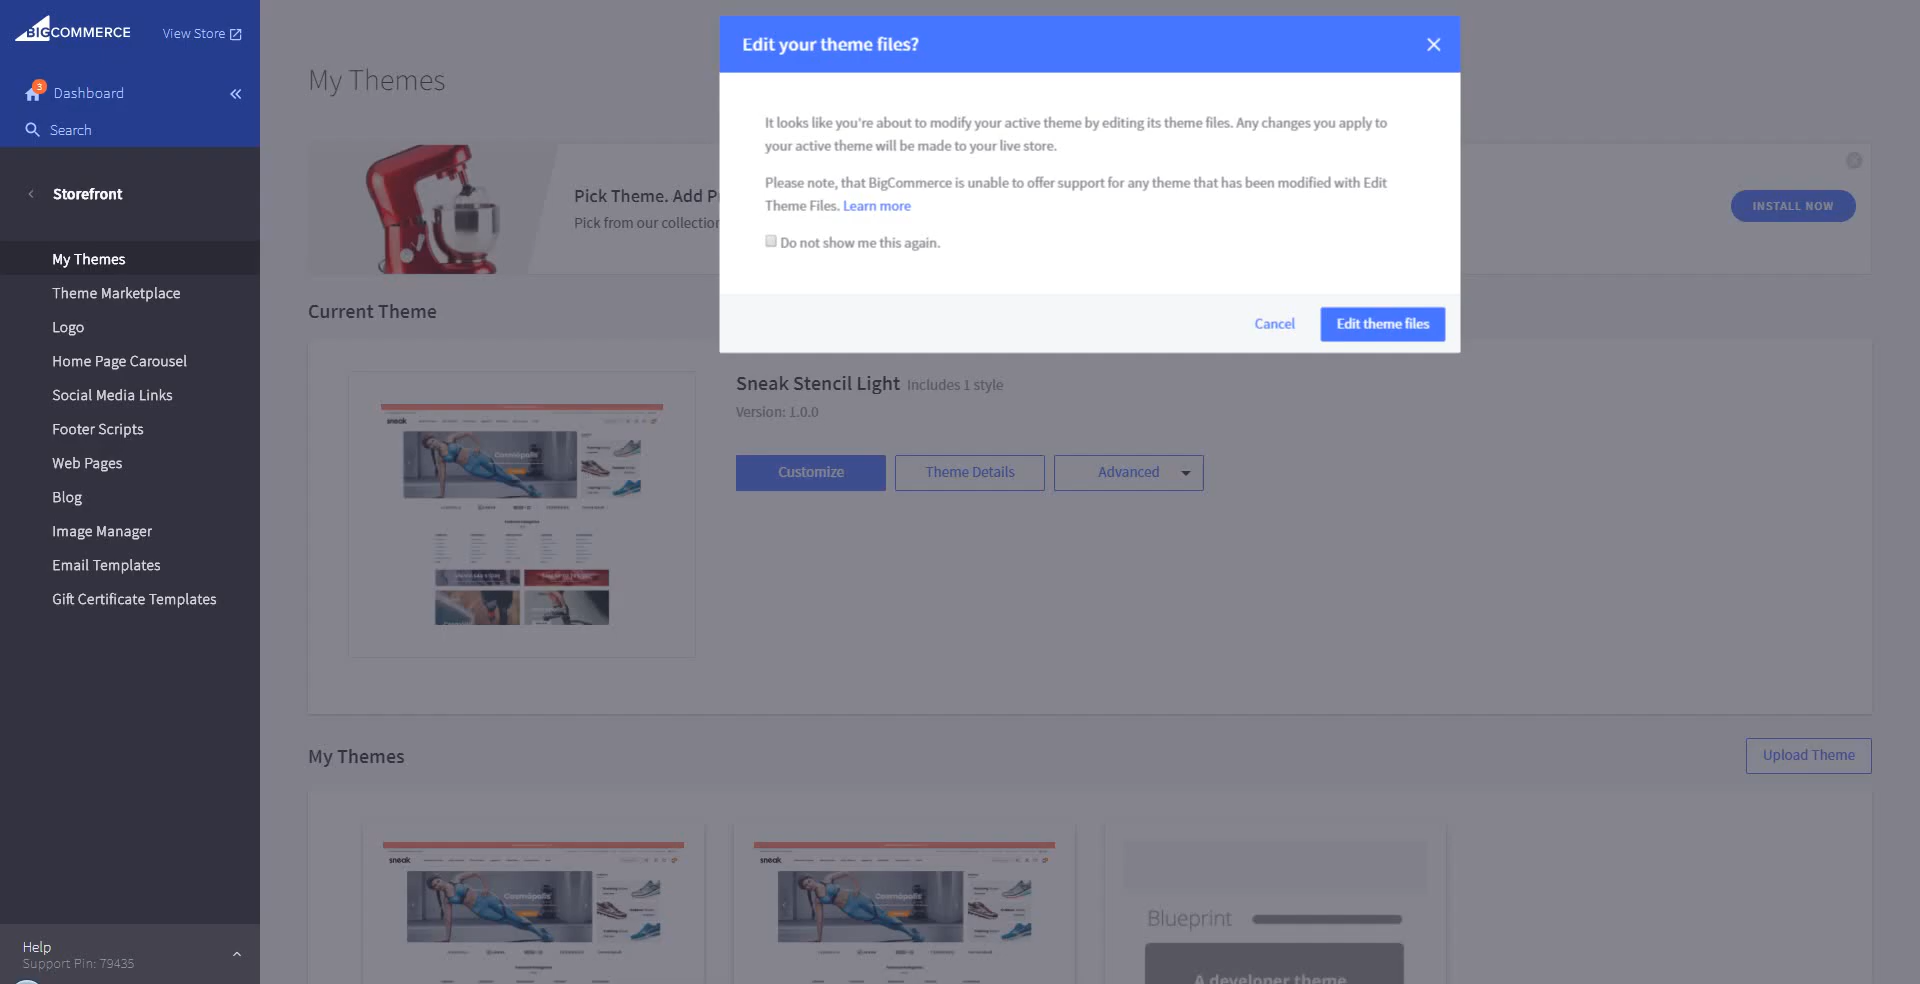 BIGCOMMERCE
View Store
3
Dashboard
Search
Storefront
My Themes
Theme Marketplace
Logo
Home Page Carousel
Social Media Links
Footer Scripts
Web Pages
Blog
Image Manager
Email Templates
Gift Certificate Templates
Help
Support Pin: 79435
My Themes
Pick Theme. Add P
Pick from our collection
INSTALL NOW
Edit your theme files?
It looks like you're about to modify your active theme by editing its theme files. Any changes you apply to
your active theme will be made to your live store.
Please note, that BigCommerce is unable to offer support for any theme that has been modified with Edit
Theme Files. Learn more
Do not show me this again.
Cancel
Edit theme files
Current Theme
sneak
Cosmópolis
Sneak Stencil Light Includes 1 style
Version: 1.0.0
Customize
Theme Details
Advanced
My Themes
Upload Theme
sneak
Cosmópolis
sneak
Cosmópolis
Blueprint
A developer theme